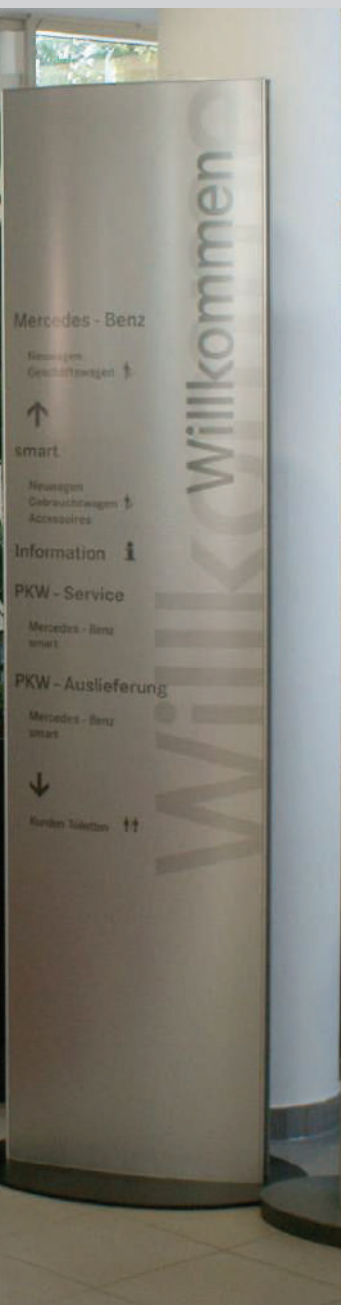 Willkommen
Willkommen
Mercedes - Benz
Neuwagen
Geschäftswagen
smart
Neuwagen
Gebrauchtwagen
Accessoires
Information i
PKW - Service
Mercedes - Benz
smart
PKW - Auslieferung
Mercedes - Benz
smart
Kunden Toiletten